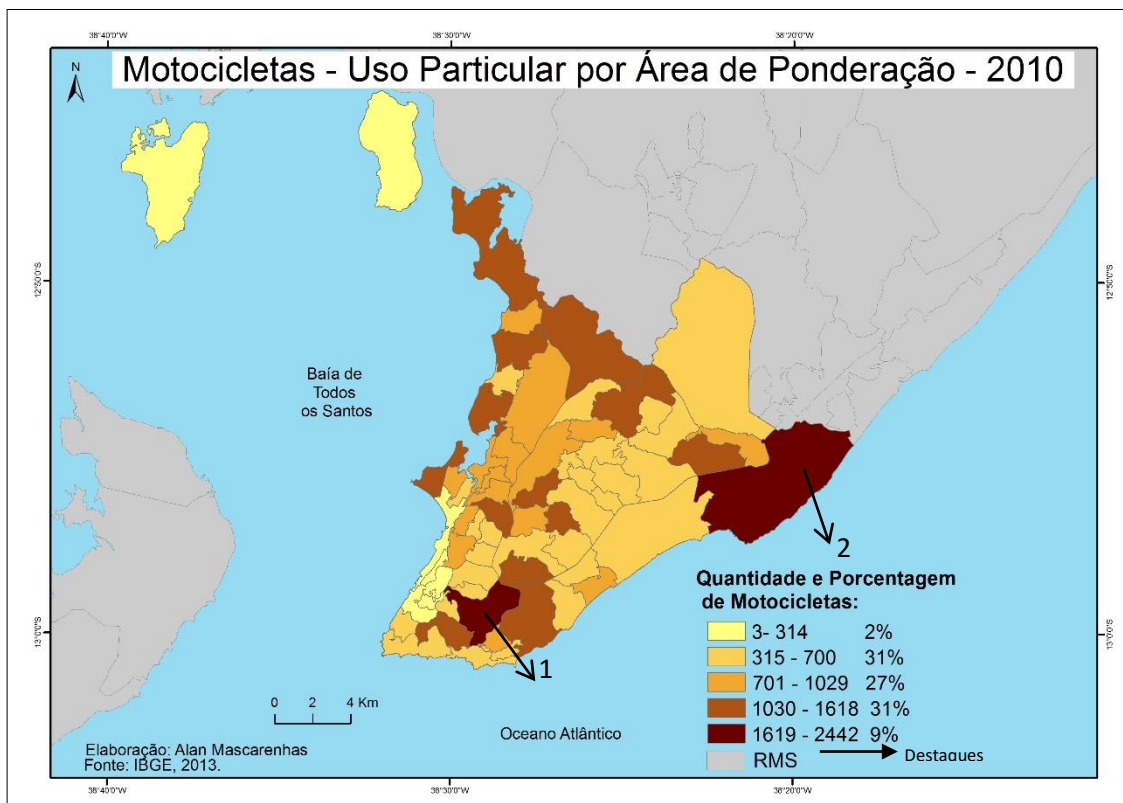 38°40'0"W 38°30'0"W 38°20'0"W
Motocicletas - Uso Particular por Área de Ponderação - 2010
N
12°50'0"S 12°50'0"S
Baía de
Todos
os Santos
2
Quantidade e Porcentagem
de Motocicletas:
3- 314 2%
315 - 700 31%
701 - 1029 27%
1030 - 1618 31%
1619 - 2442 9%
RMS Destaques
13°0'0"S 13°0'0"S
1
0 2 4 Km
Oceano Atlântico
Elaboração: Alan Mascarenhas
Fonte: IBGE, 2013.
38°40'0"W 38°30'0"W 38°20'0"W